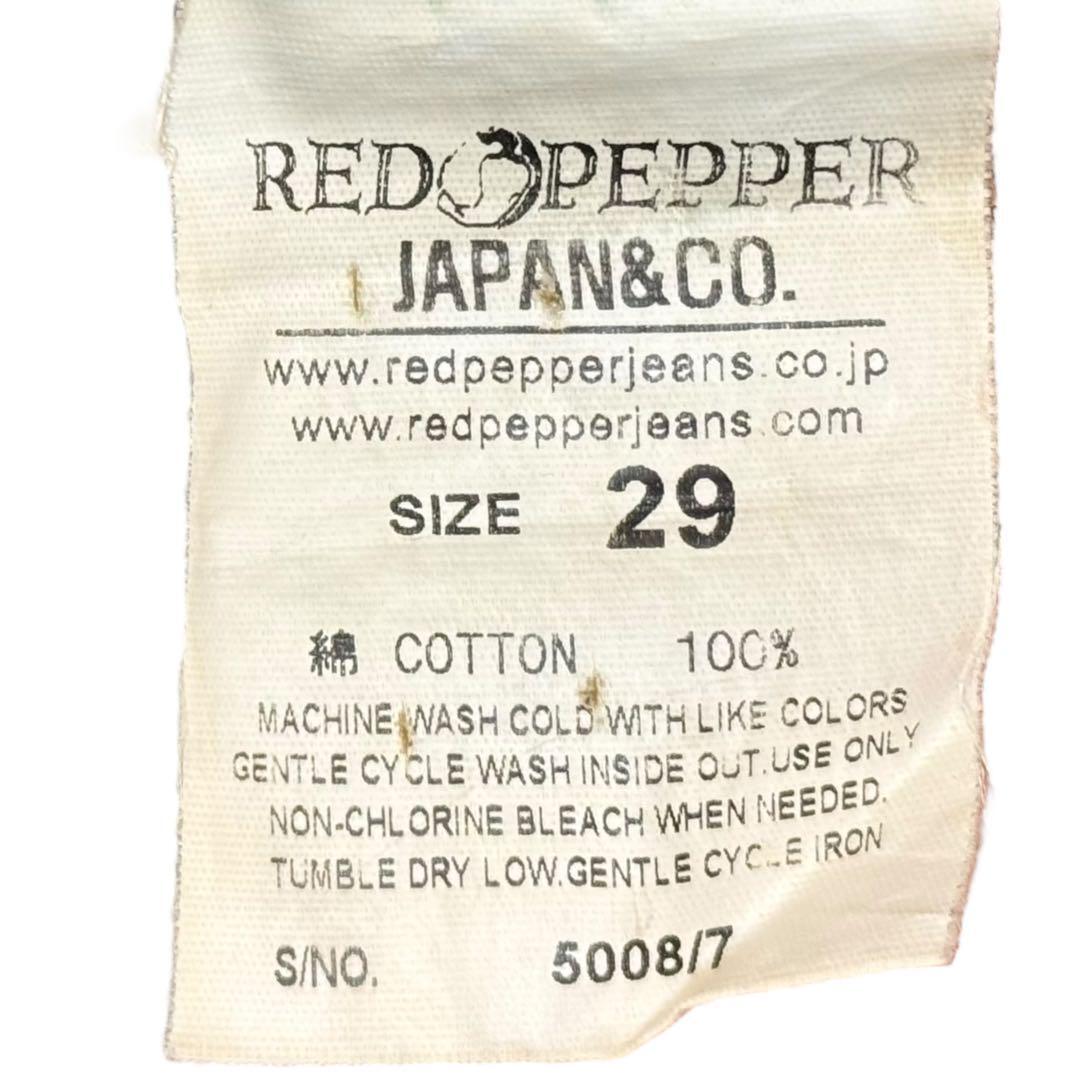 RED PEPPER
JAPAN&CO.
www.redpepperjeans.co.jp
www.redpepperjeans.com
SIZE 29
綿 COTTON 100%
MACHINE WASH COLD WITH LIKE COLORS
GENTLE CYCLE WASH INSIDE OUT.USE ONLY
NON-CHLORINE BLEACH WHEN NEEDED.
TUMBLE DRY LOW.GENTLE CYCLE IRON
S/NO. 5008/7